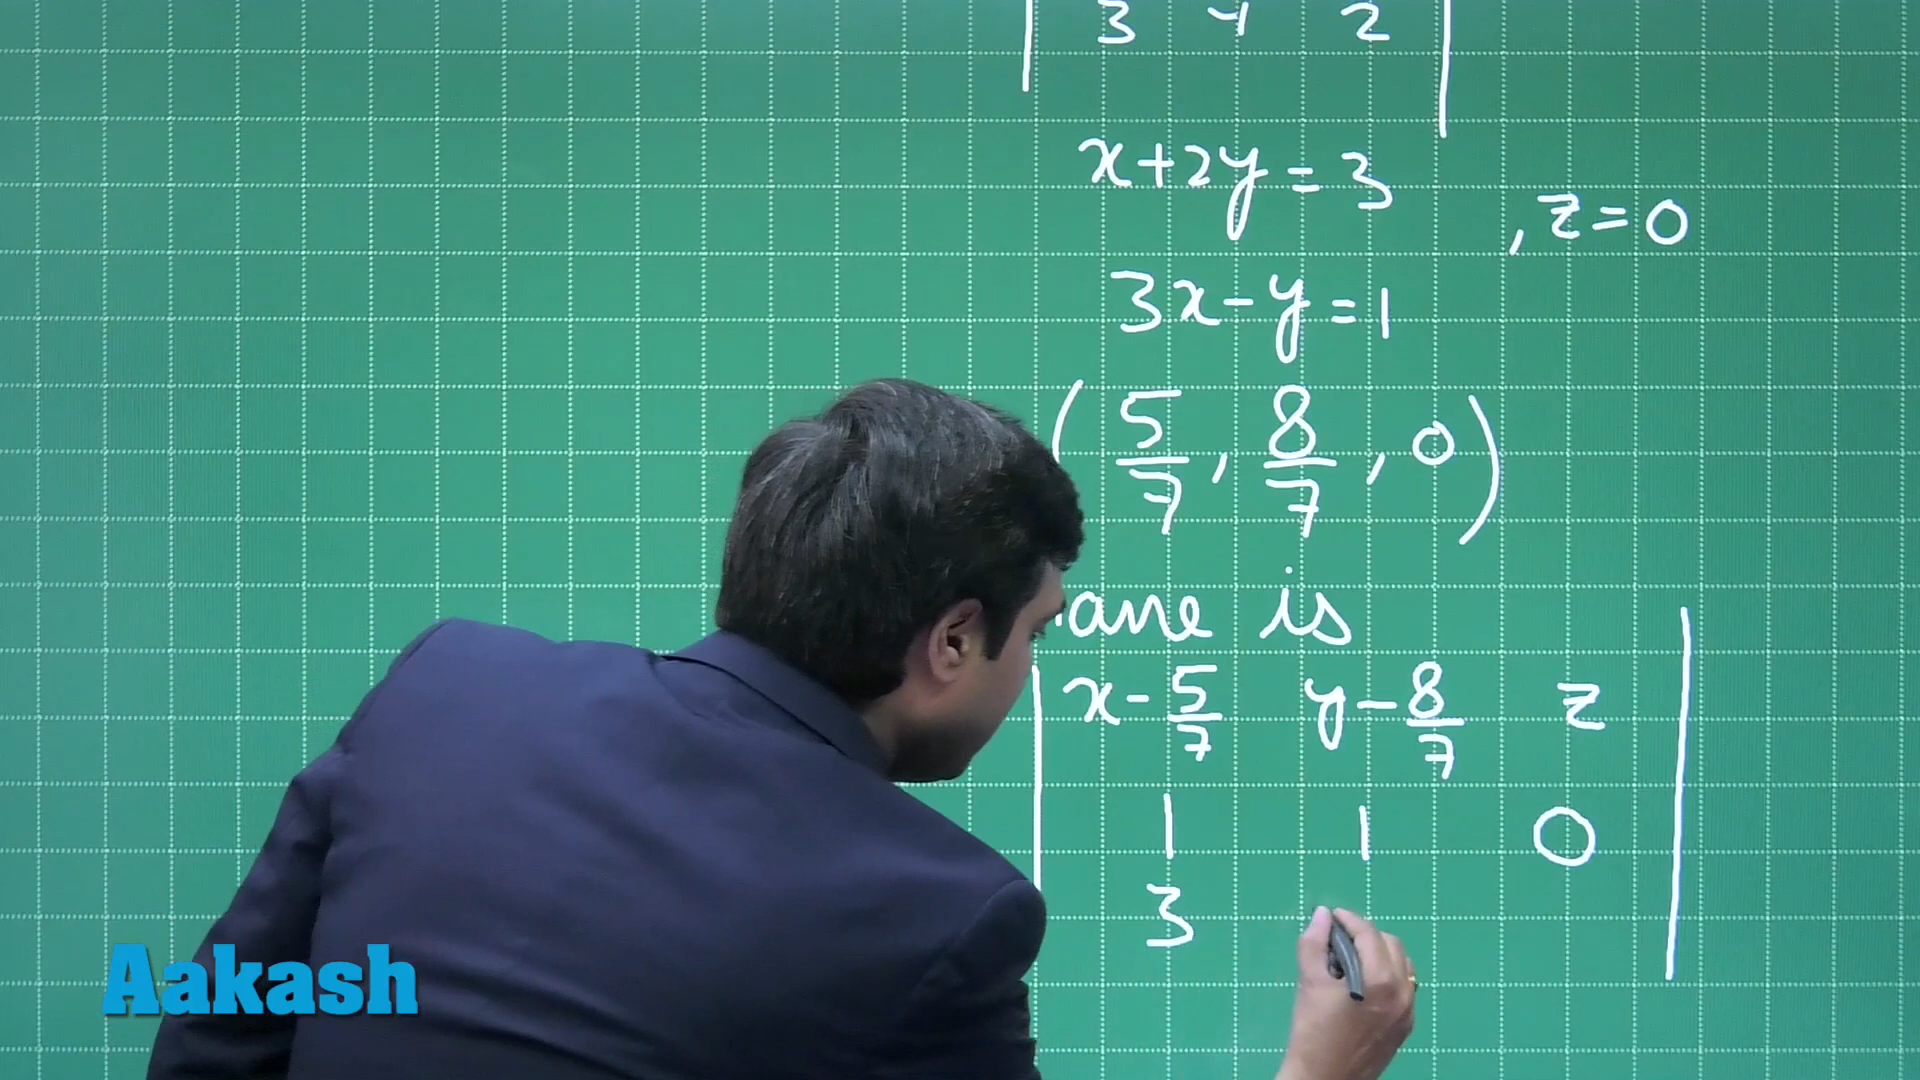 3 4 2
x+2y=3
, z=0
3x-y=1
(5/7, 8/7, 0)
ane is
x-5/7 y-8/7 z
1 1 0
3
Aakash